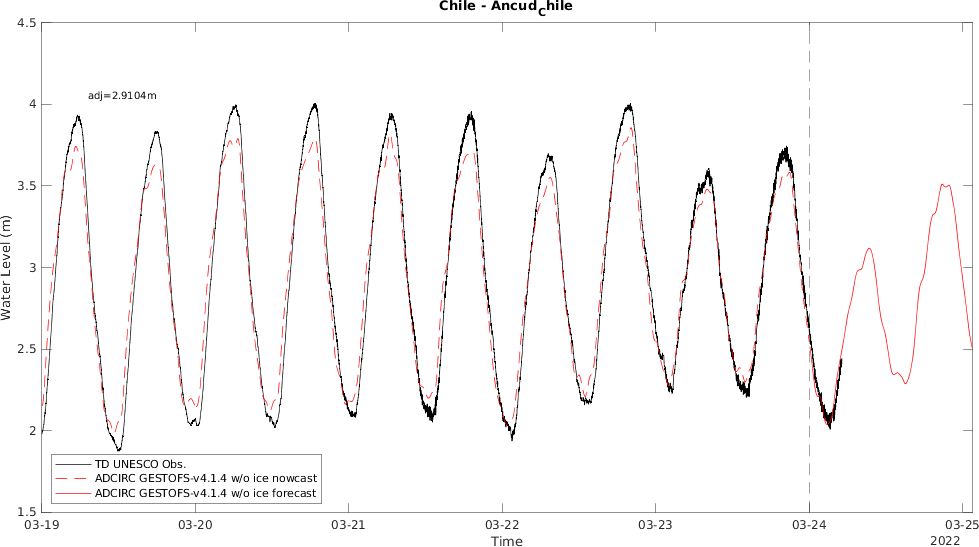 Chile - Ancud_Chile
4.5
4
3.5
3
2.5
2
1.5
Water Level (m)
adj=2.9104m
TD UNESCO Obs.
ADCIRC GESTOFS-v4.1.4 w/o ice nowcast
ADCIRC GESTOFS-v4.1.4 w/o ice forecast
03-19 03-20 03-21 03-22 03-23 03-24 03-25
Time
2022